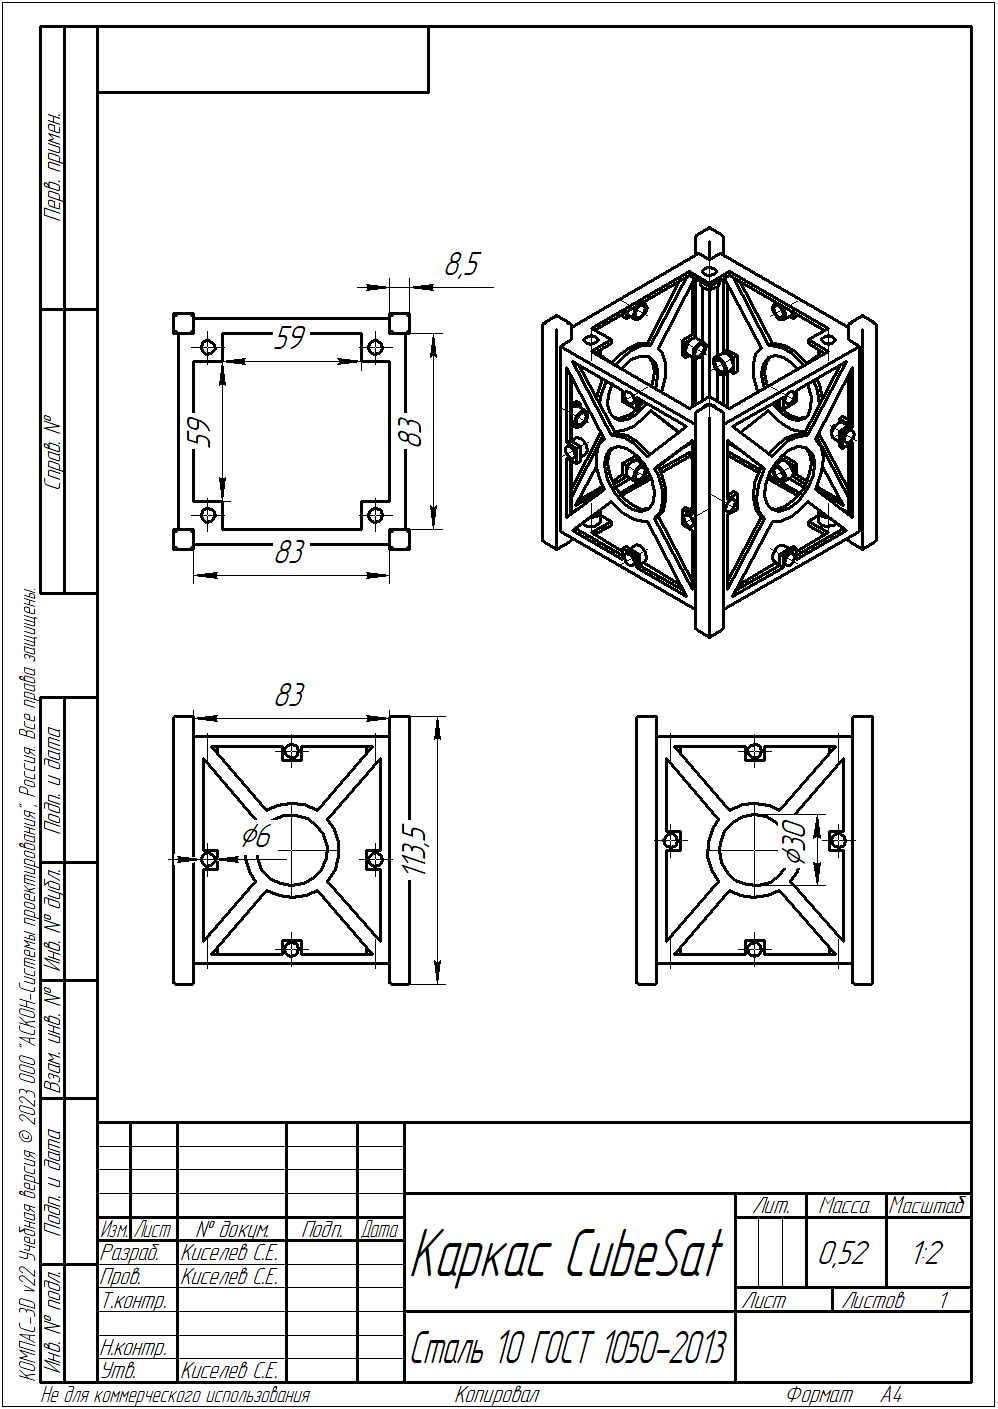 Перв. примен.
Справ. №
Подп. и дата
Инв. № дубл.
Взам. инв. №
Подп. и дата
Инв. № подл.
КОМПАС-3D v22 Учебная версия © 2023 ООО "АСКОН-Системы проектирования", Россия. Все права защищены.
8,5
59
59
83
83
83
⌀6
113,5
⌀30
Изм. Лист № докум. Подп. Дата
Разраб. Киселев С.Е.
Пров. Киселев С.Е.
Т.контр.
Н.контр.
Утв. Киселев С.Е.
Каркас CubeSat
Сталь 10 ГОСТ 1050-2013
Лит. Масса Масштаб
0,52 1:2
Лист Листов 1
Не для коммерческого использования Копировал Формат А4